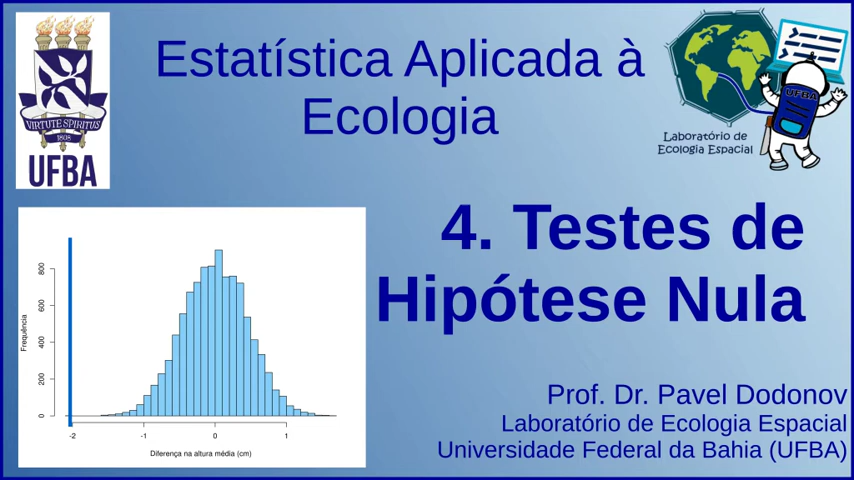 VIRTUTE SPIRITUS
1808
UFBA
Estatística Aplicada à
Ecologia
UFBA
Laboratório de
Ecologia Espacial
4. Testes de
Hipótese Nula
Frequência
800
600
400
200
0
-2 -1 0 1
Diferença na altura média (cm)
Prof. Dr. Pavel Dodonov
Laboratório de Ecologia Espacial
Universidade Federal da Bahia (UFBA)